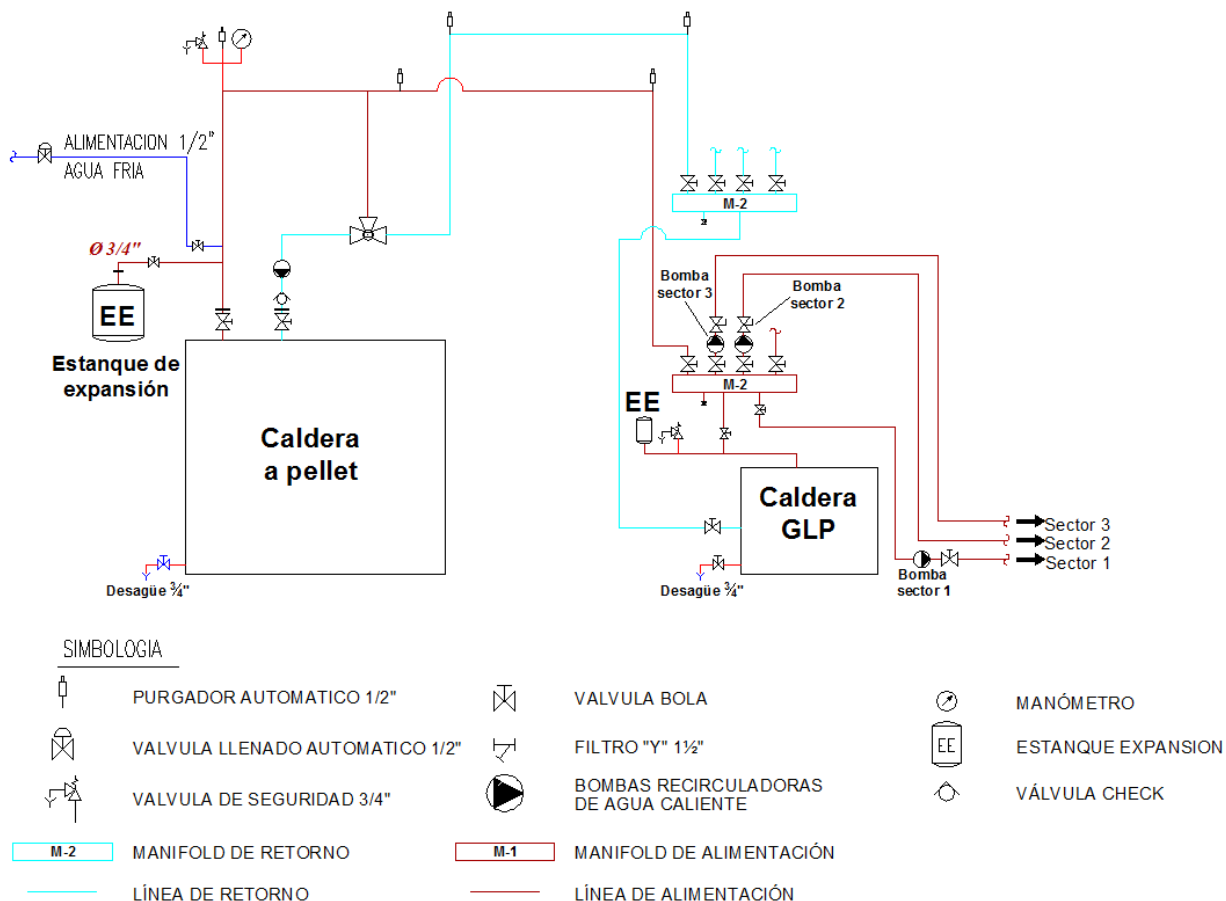 ALIMENTACION 1/2"
AGUA FRIA
Ø 3/4"
EE
Estanque de
expansión
Caldera
a pellet
Desagüe ¾"
M-2
Bomba
sector 3
Bomba
sector 2
M-2
EE
Caldera
GLP
Desagüe ¾"
Bomba
sector 1
Sector 3
Sector 2
Sector 1
SIMBOLOGIA
PURGADOR AUTOMATICO 1/2"
VALVULA LLENADO AUTOMATICO 1/2"
VALVULA DE SEGURIDAD 3/4"
M-2 MANIFOLD DE RETORNO
LÍNEA DE RETORNO
VALVULA BOLA
FILTRO "Y" 1½"
BOMBAS RECIRCULADORAS
DE AGUA CALIENTE
M-1 MANIFOLD DE ALIMENTACIÓN
LÍNEA DE ALIMENTACIÓN
MANÓMETRO
EE ESTANQUE EXPANSION
VÁLVULA CHECK